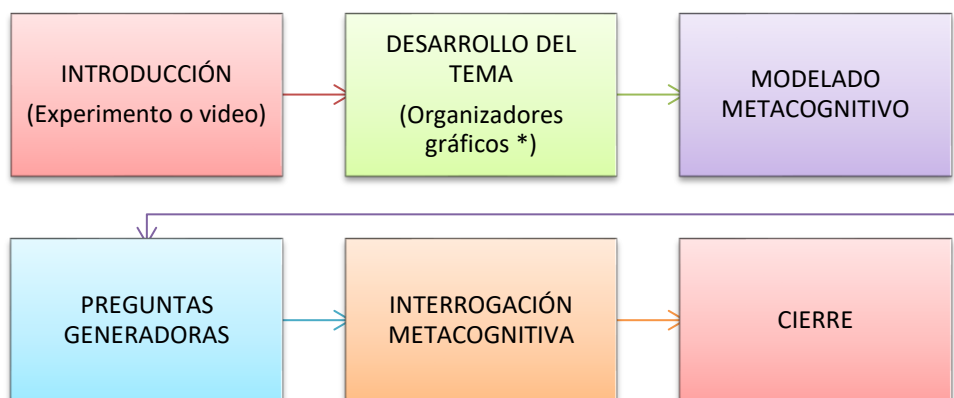 INTRODUCCIÓN
(Experimento o video)
DESARROLLO DEL
TEMA
(Organizadores
gráficos *)
MODELADO
METACOGNITIVO
PREGUNTAS
GENERADORAS
INTERROGACIÓN
METACOGNITIVA
CIERRE